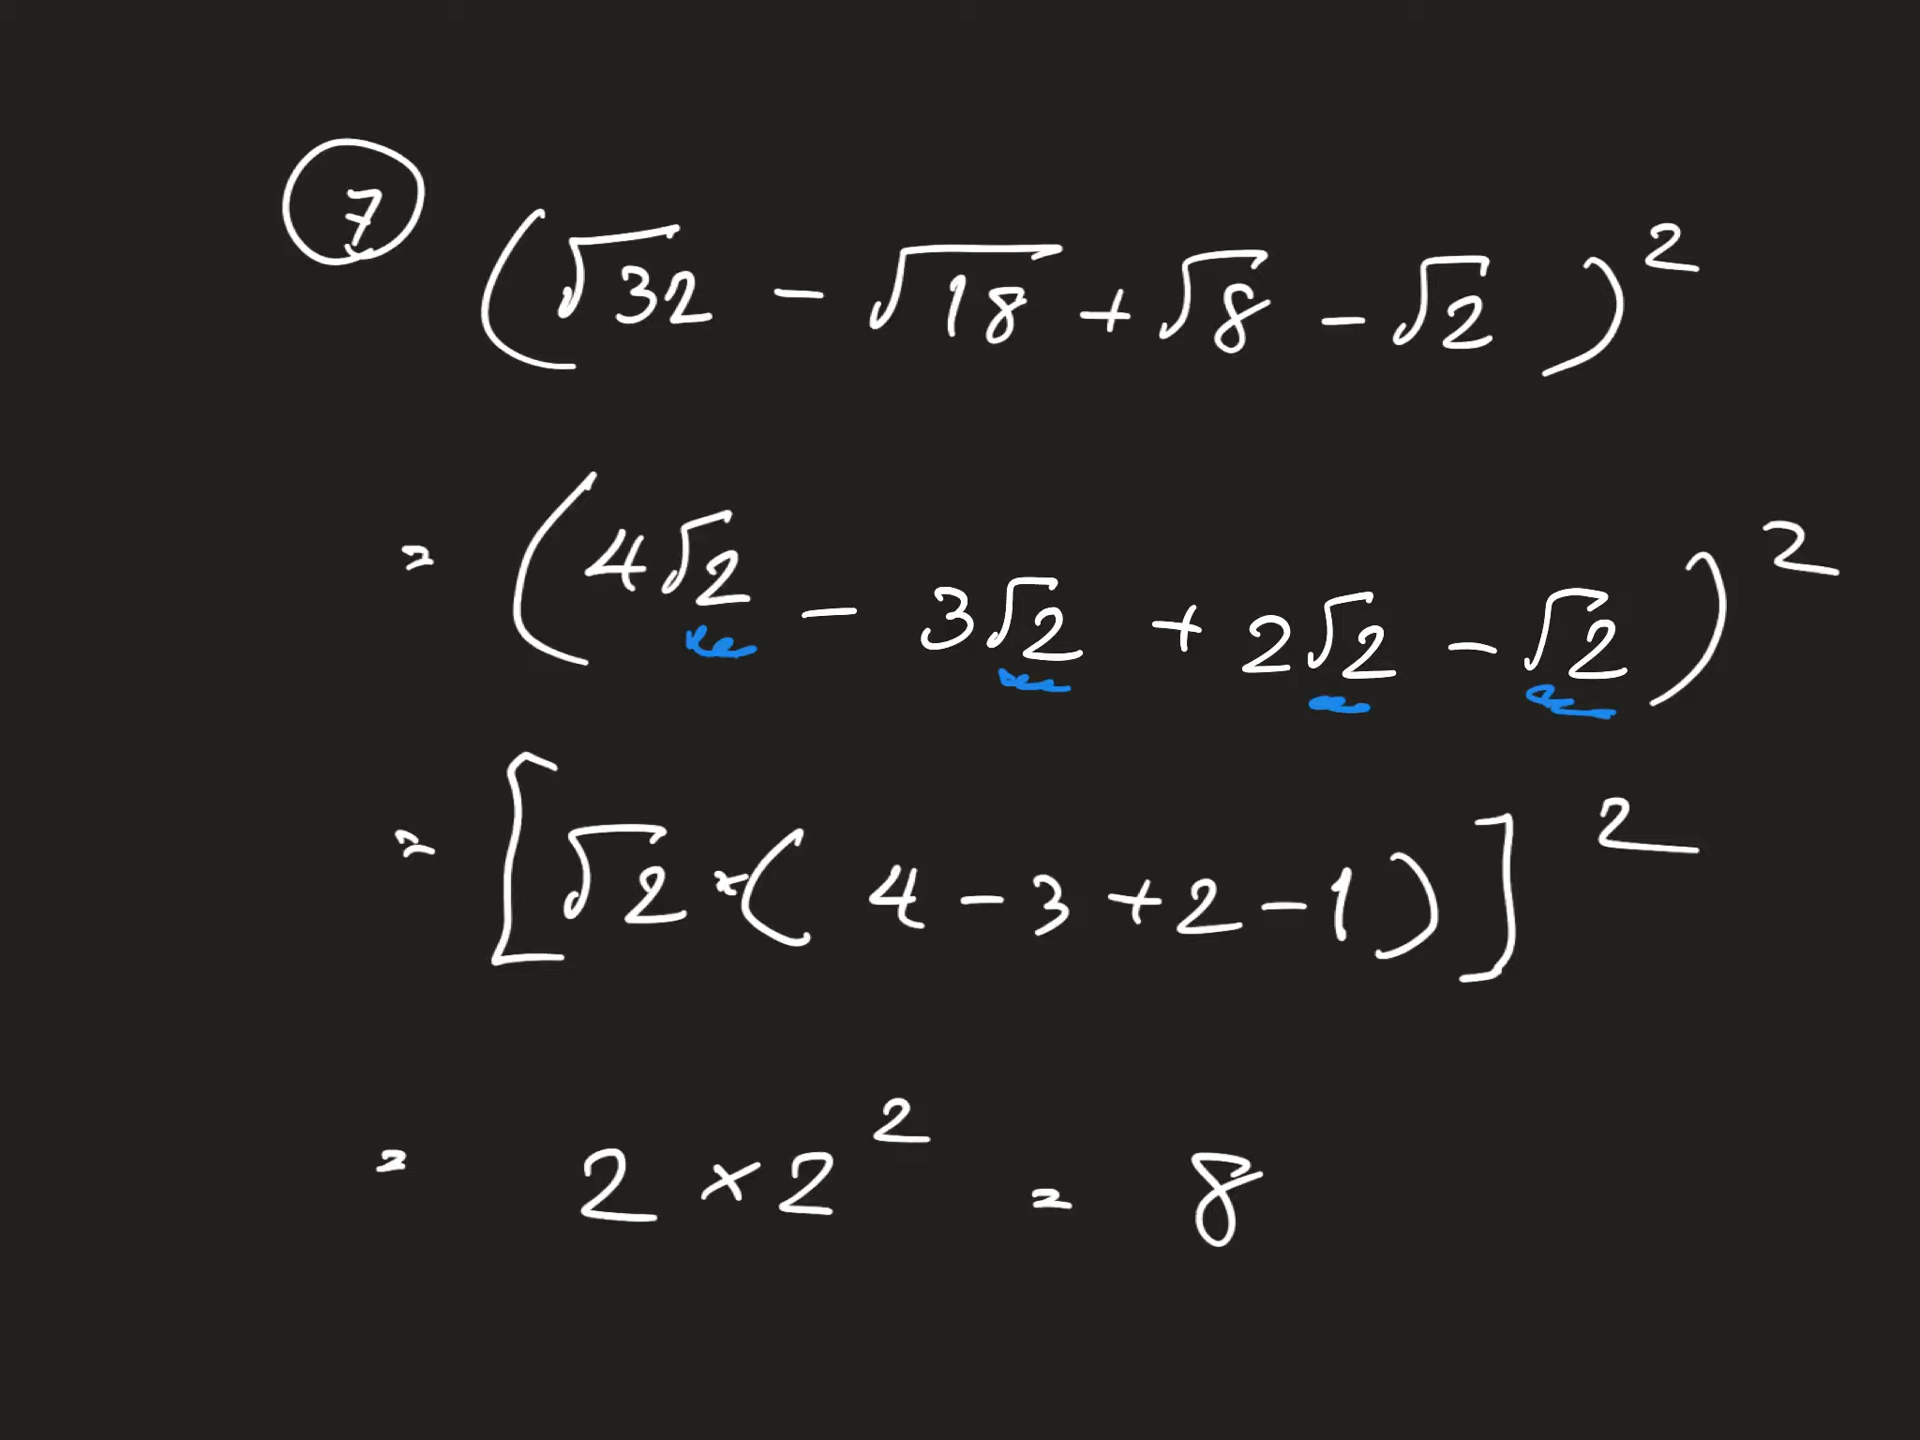 7 (√32 - √18 + √8 - √2)²
= (4√2 - 3√2 + 2√2 - √2)²
= [√2 × (4 - 3 + 2 - 1)]²
= 2 × 2² = 8